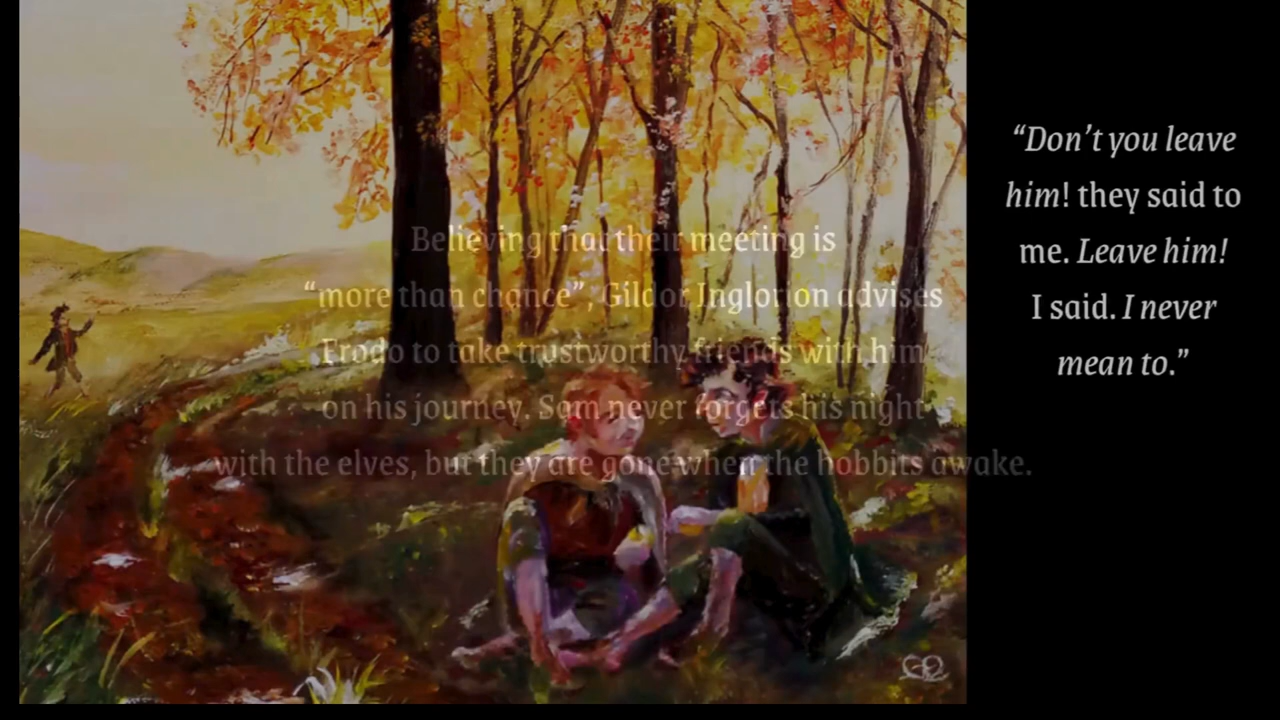 Believing that their meeting is
“more than chance”, Gildor Inglorion advises
Frodo to take trustworthy friends with him
on his journey. Sam never forgets his night
with the elves, but they are gone when the hobbits awake.
“Don’t you leave
him! they said to
me. Leave him!
I said. I never
mean to.”
GR